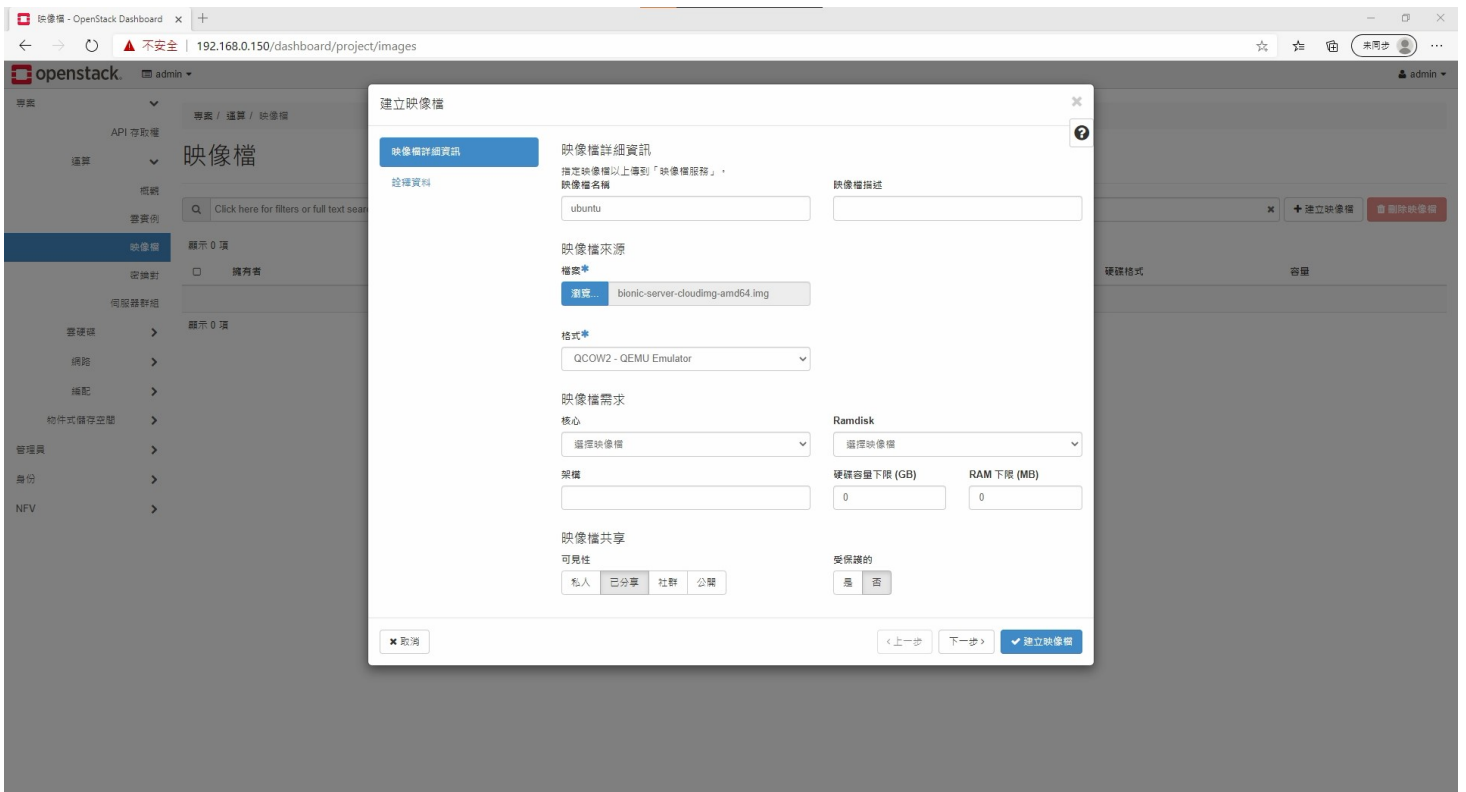 映像檔 - OpenStack Dashboard
不安全 192.168.0.150/dashboard/project/images
未同步
openstack. admin
admin
專案
API 存取權
運算
概觀
雲實例
映像檔
密鑰對
伺服器群組
雲硬碟
網路
編配
物件式儲存空間
管理員
身份
NFV
專案 / 運算 / 映像檔
映像檔
Click here for filters or full text sear
建立映像檔
刪除映像檔
顯示 0 項
擁有者
硬碟格式
容量
顯示 0 項
建立映像檔
映像檔詳細資訊
詮釋資料
映像檔詳細資訊
指定映像檔以上傳到「映像檔服務」,
映像檔名稱
映像檔描述
ubuntu
映像檔來源
檔案*
瀏覽... bionic-server-cloudimg-amd64.img
格式*
QCOW2 - QEMU Emulator
映像檔需求
核心
Ramdisk
選擇映像檔
選擇映像檔
架構
硬碟容量下限 (GB)
RAM 下限 (MB)
0
0
映像檔共享
可見性
受保護的
私人 已分享 社群 公開
是 否
取消
上一步
下一步
建立映像檔